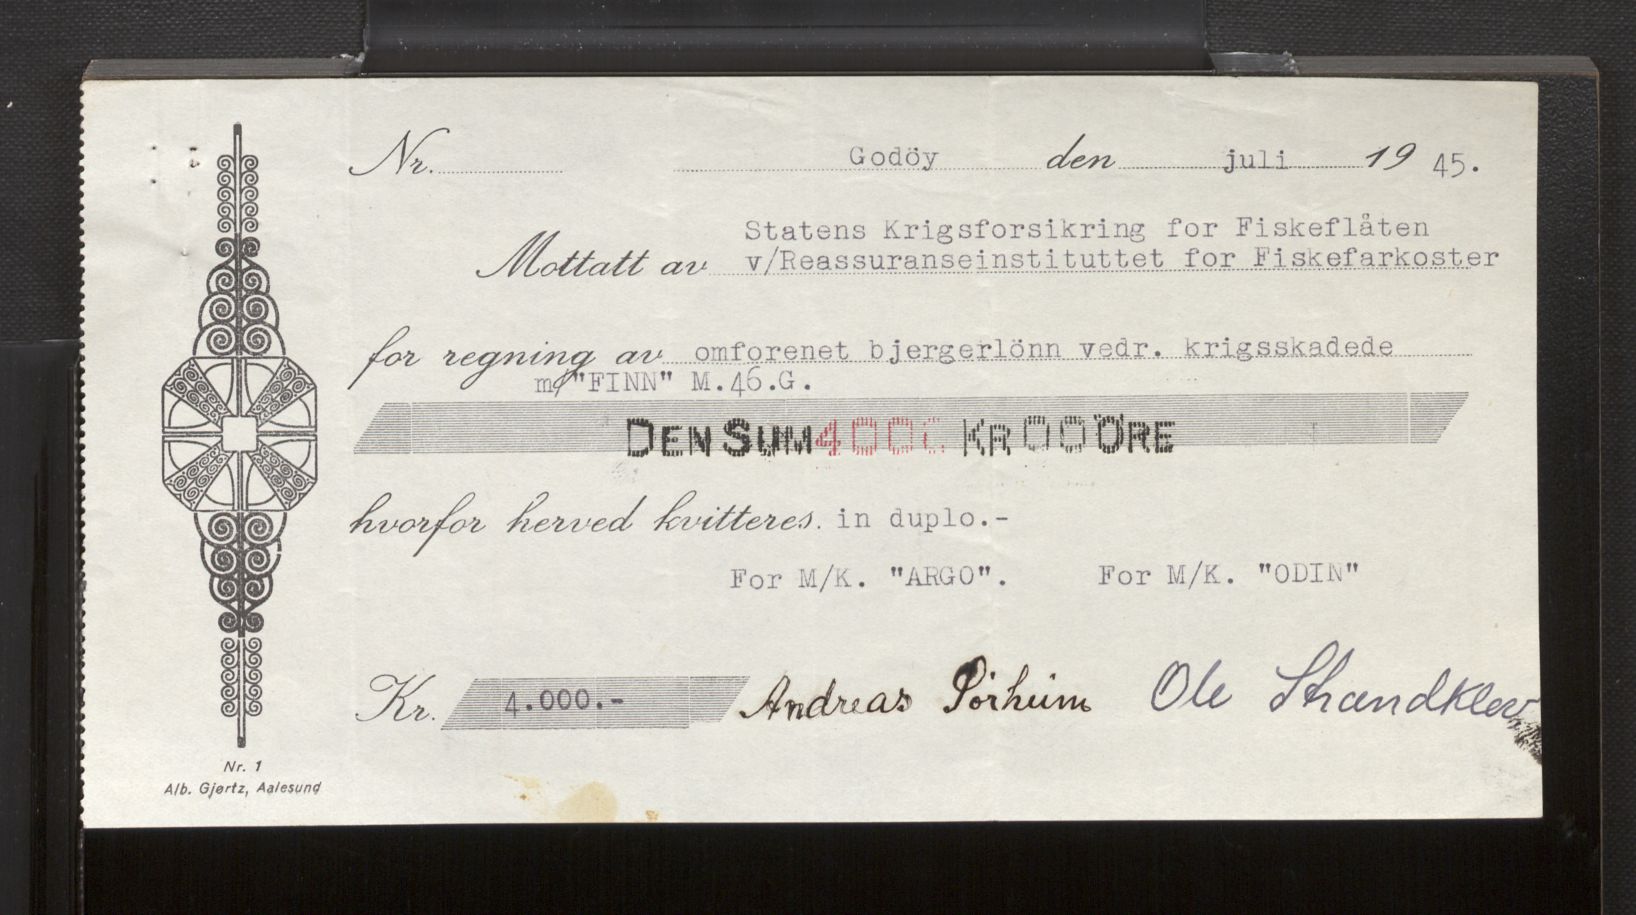 Nr. Godöy den juli 19 45.
Statens Krigsforsikring for Fiskeflåten
Mottatt av v/Reassuranseinstituttet for Fiskefarkoster
for regning av omforenet bjergerlönn vedr. krigsskadede
m/"FINN" M.46.G.
DEN SUM 4000 KR 00 ÖRE
hvorfor herved kvitteres. in duplo.-
For M/K. "ARGO". For M/K. "ODIN"
Kr. 4.000.- Andreas Ole Strandklev
Nr. 1
Alb. Gjørtz, Aalesund